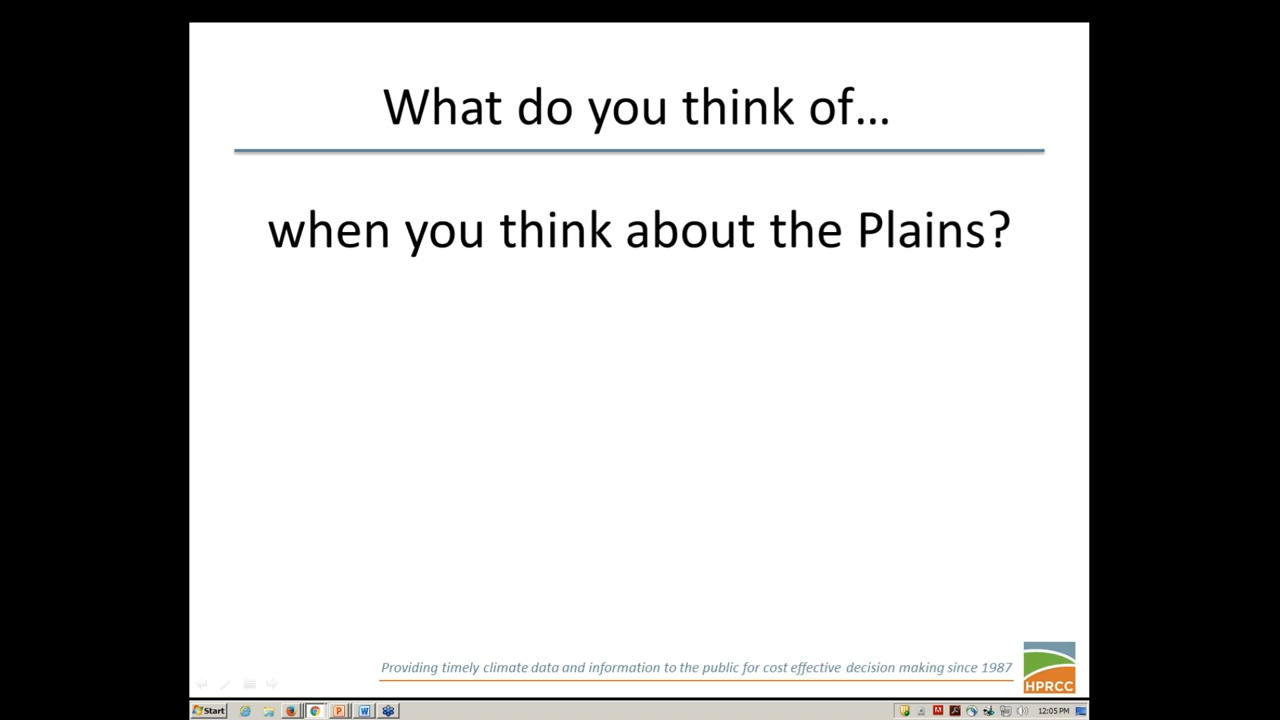 What do you think of...
when you think about the Plains?
Providing timely climate data and information to the public for cost effective decision making since 1987
HPRCC
Start
12:05 PM